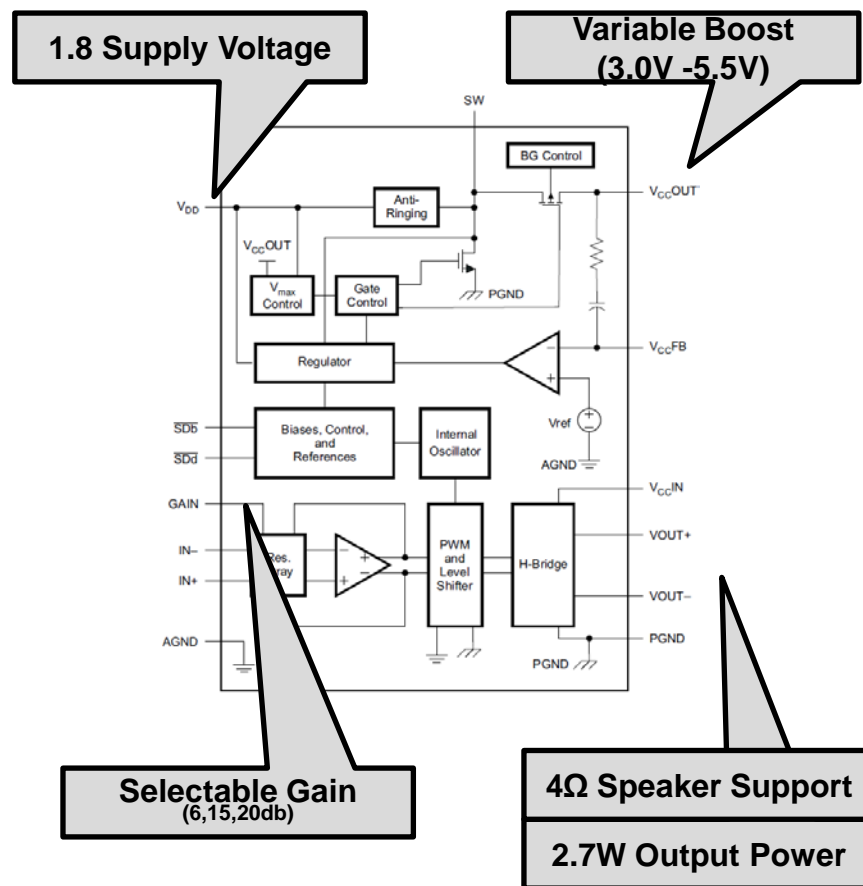 1.8 Supply Voltage
Variable Boost
(3.0V -5.5V)
SW
BG Control
VCCOUT
Anti-
Ringing
VDD
VCCOUT
Vmax
Control
Gate
Control
PGND
Regulator
VCCFB
Vref
AGND
SDb
SDd
Biases, Control,
and
References
Internal
Oscillator
VCCIN
GAIN
VOUT+
IN–
IN+
Res.
PWM
and
Level
Shifter
H-Bridge
VOUT–
AGND
PGND
PGND
Selectable Gain
(6,15,20db)
4Ω Speaker Support
2.7W Output Power